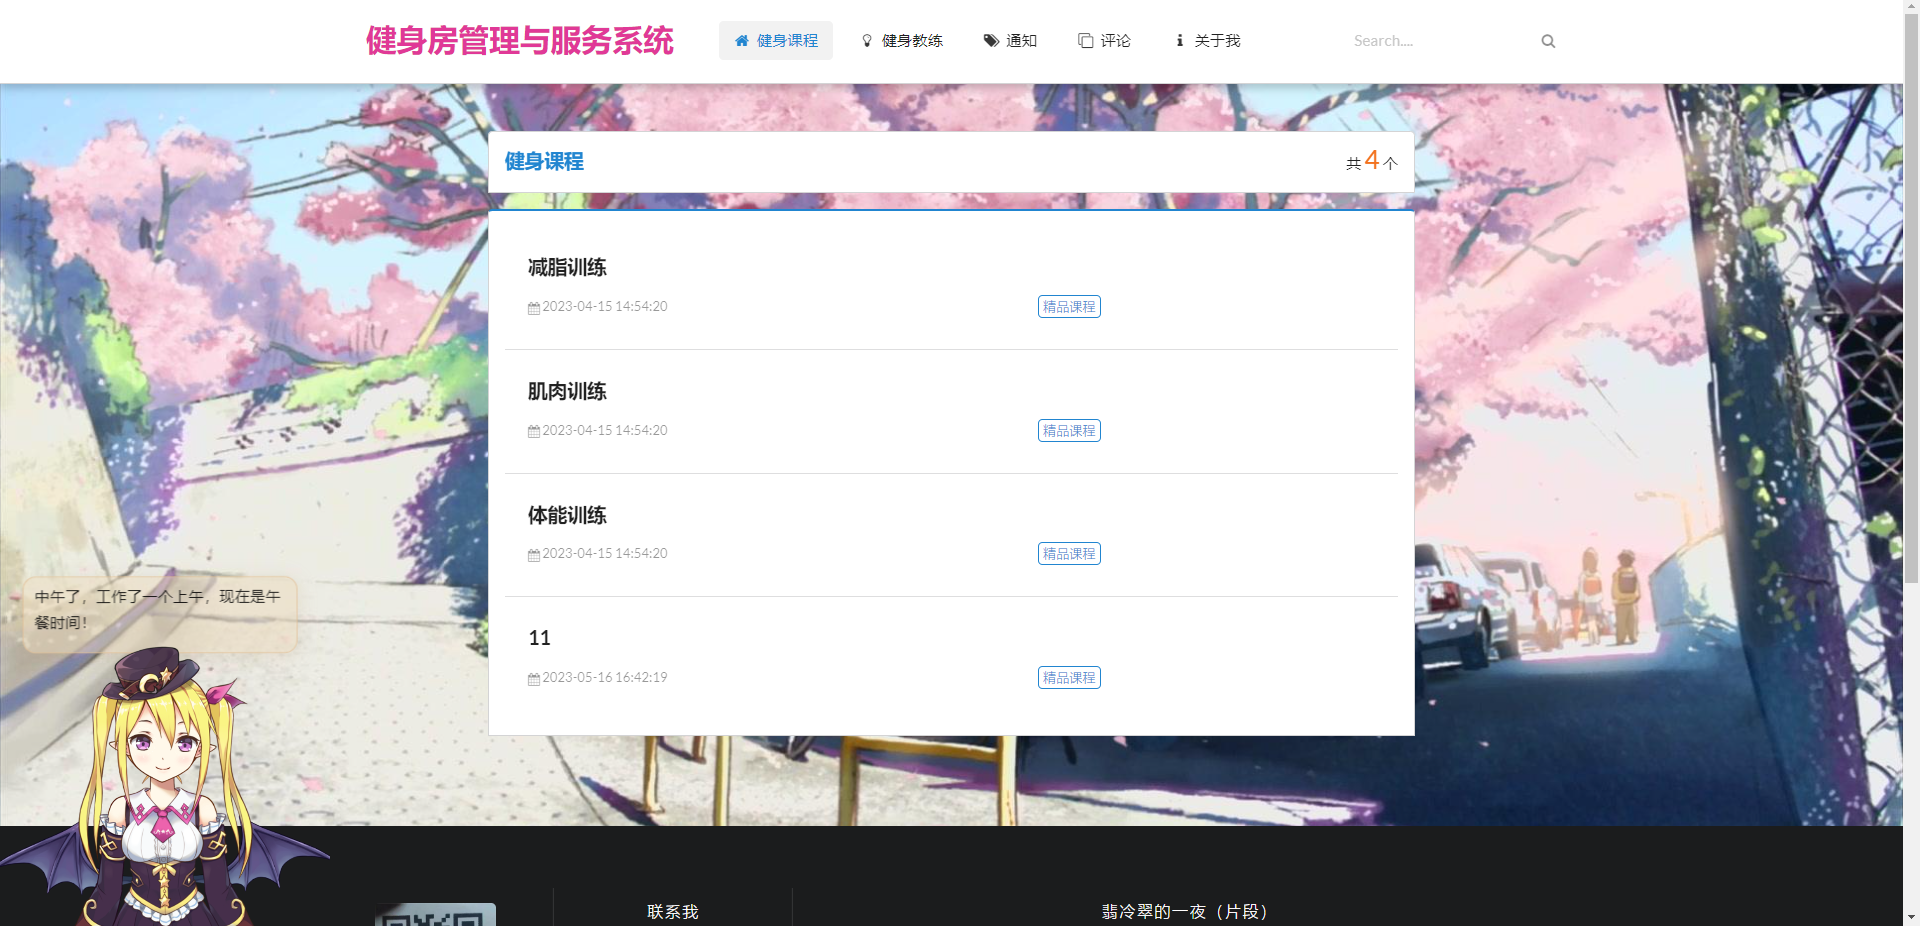 健身房管理与服务系统
健身课程
健身教练
通知
评论
关于我
Search....
健身课程
共4个
减脂训练
2023-04-15 14:54:20
精品课程
肌肉训练
2023-04-15 14:54:20
精品课程
体能训练
2023-04-15 14:54:20
精品课程
11
2023-05-16 16:42:19
精品课程
中午了，工作了一个上午，现在是午
餐时间！
联系我
翡冷翠的一夜（片段）